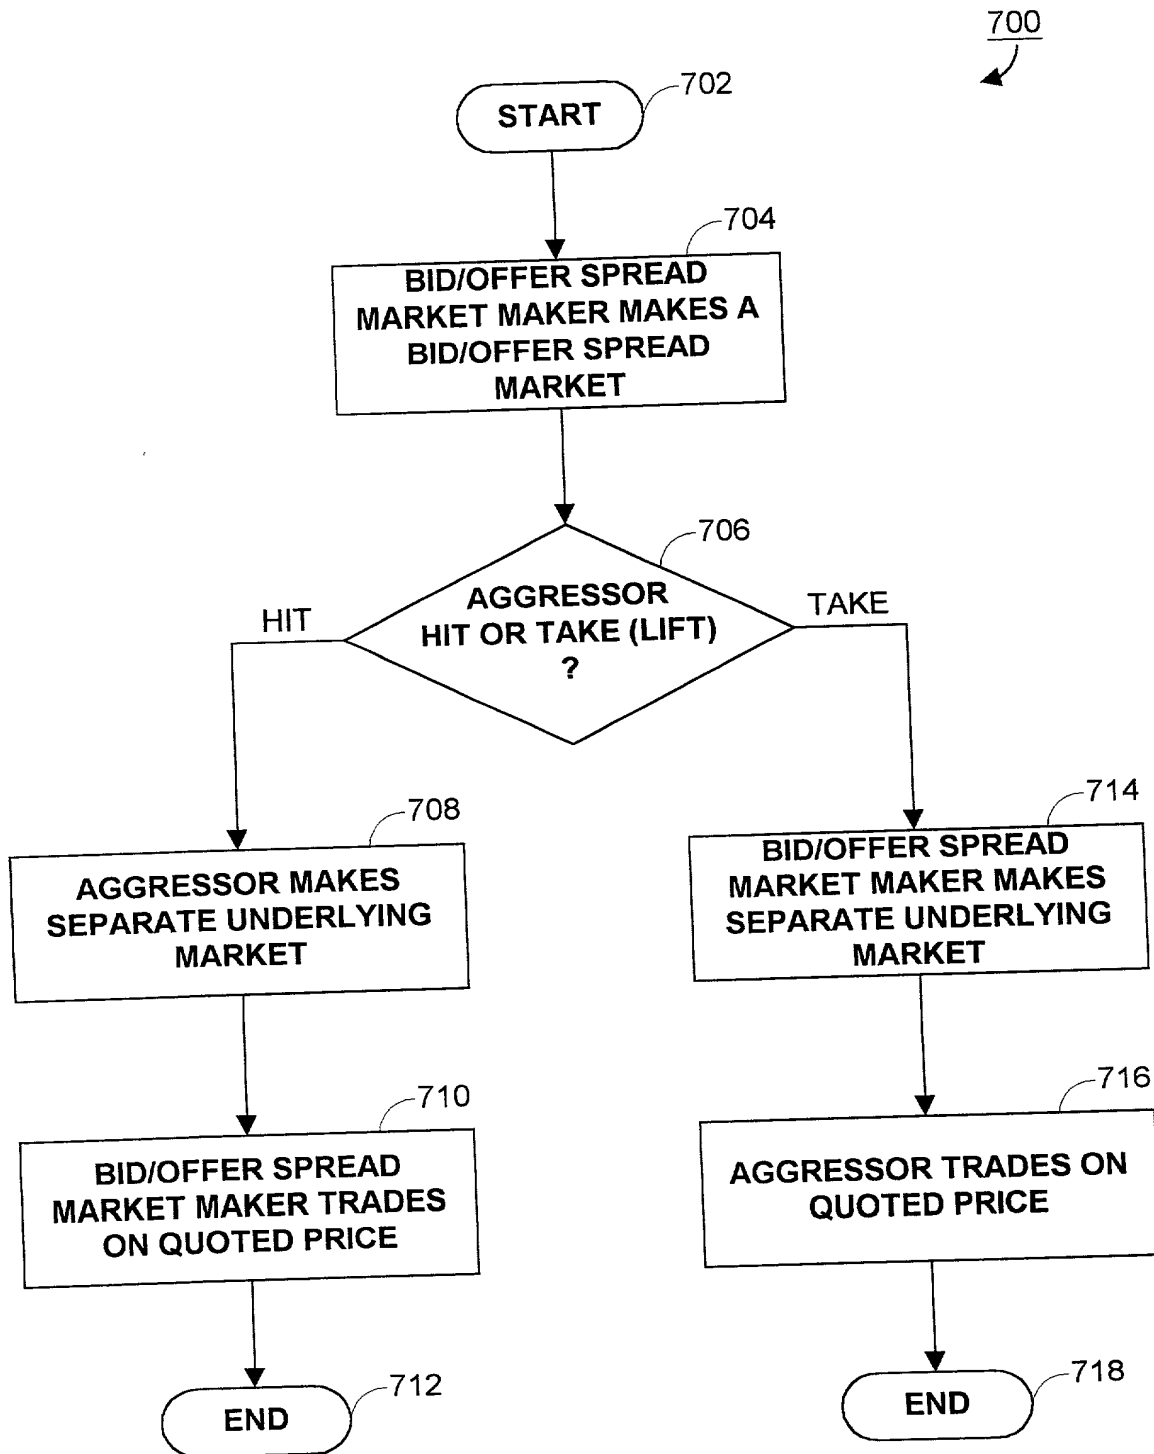 700
START
702
704
BID/OFFER SPREAD
MARKET MAKER MAKES A
BID/OFFER SPREAD
MARKET
706
AGGRESSOR
HIT OR TAKE (LIFT)
?
HIT
TAKE
708
AGGRESSOR MAKES
SEPARATE UNDERLYING
MARKET
714
BID/OFFER SPREAD
MARKET MAKER MAKES
SEPARATE UNDERLYING
MARKET
710
BID/OFFER SPREAD
MARKET MAKER TRADES
ON QUOTED PRICE
716
AGGRESSOR TRADES ON
QUOTED PRICE
END
712
END
718